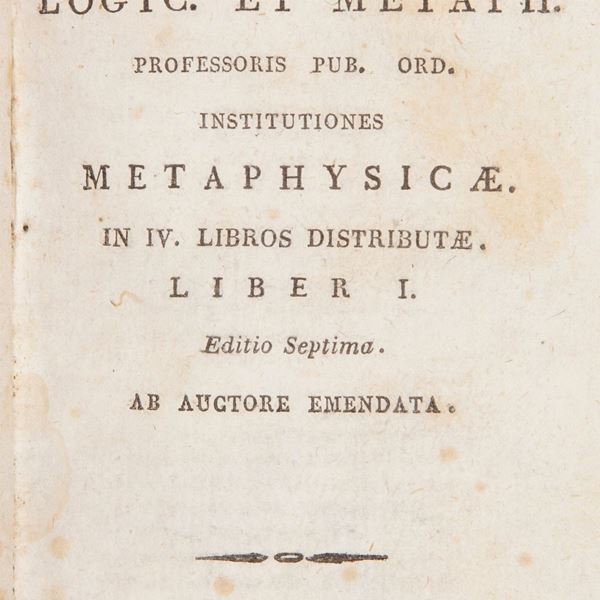 LOGIC. ET METAPH.
PROFESSORIS PUB. ORD.
INSTITUTIONES
METAPHYSICÆ.
IN IV. LIBROS DISTRIBUTÆ.
LIBER I.
Editio Septima.
AB AUCTORE EMENDATA.